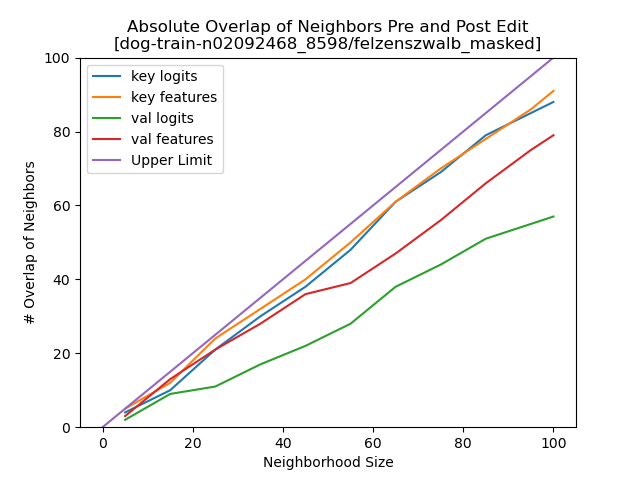 Absolute Overlap of Neighbors Pre and Post Edit
[dog-train-n02092468_8598/felzenszwalb_masked]
key logits
key features
val logits
val features
Upper Limit
100
80
60
40
20
0
# Overlap of Neighbors
0 20 40 60 80 100
Neighborhood Size